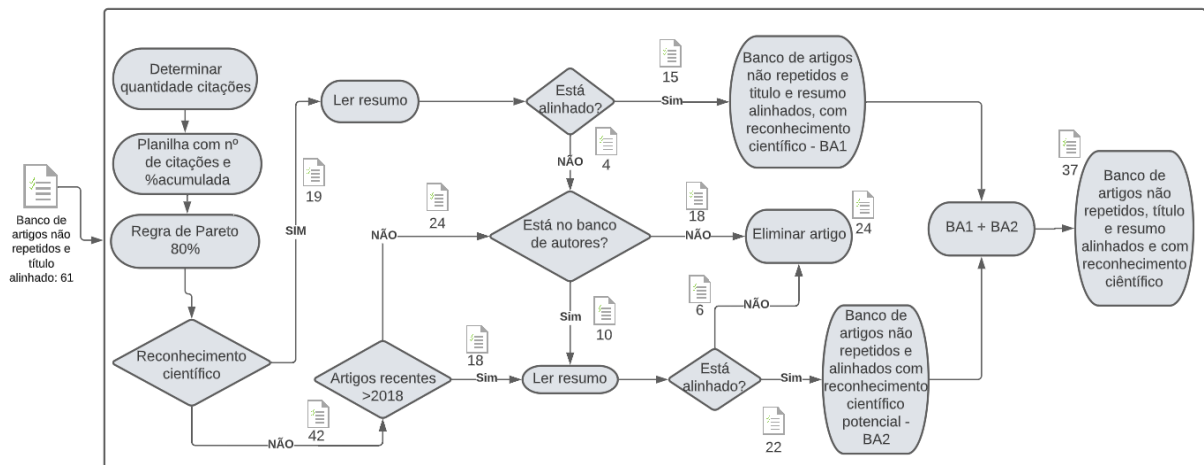 Banco de
artigos não
repetidos e
título
alinhado: 61
Determinar
quantidade citações
Planilha com nº
de citações e
%acumulada
Regra de Pareto
80%
Reconhecimento
científico
SIM
19
NÃO
42
Ler resumo
Está
alinhado?
15
Sim
NÃO
4
Banco de artigos
não repetidos e
titulo e resumo
alinhados, com
reconhecimento
científico - BA1
Artigos recentes
>2018
NÃO
24
18
Sim
Está no banco
de autores?
18
NÃO
Sim
10
Eliminar artigo
24
Ler resumo
Está
alinhado?
6
NÃO
Sim
22
Banco de
artigos não
repetidos e
alinhados com
reconhecimento
científico
potencial -
BA2
BA1 + BA2
37
Banco de
artigos não
repetidos, título
e resumo
alinhados e com
reconhecimento
ciêntífico